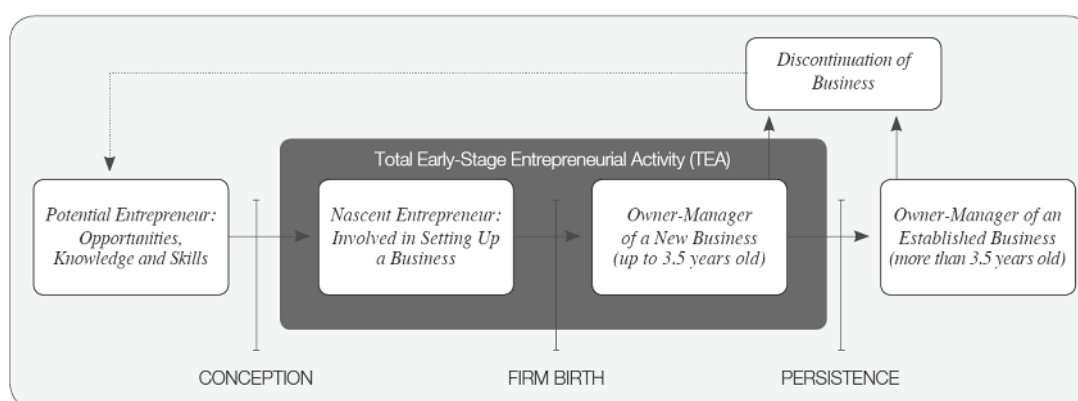 Discontinuation of
Business
Total Early-Stage Entrepreneurial Activity (TEA)
Potential Entrepreneur:
Opportunities,
Knowledge and Skills
Nascent Entrepreneur:
Involved in Setting Up
a Business
Owner-Manager
of a New Business
(up to 3.5 years old)
Owner-Manager of an
Established Business
(more than 3.5 years old)
CONCEPTION
FIRM BIRTH
PERSISTENCE